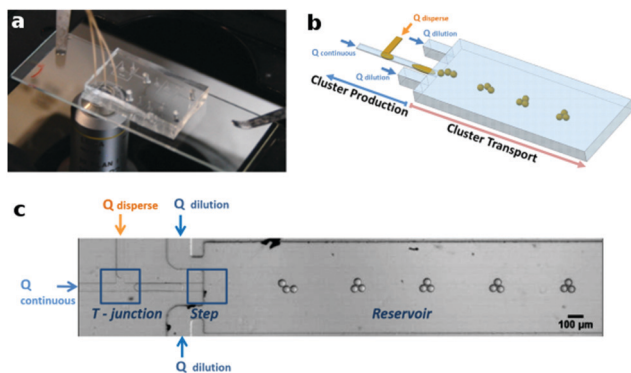 a
b
Q disperse
Q dilution
Q continuous
Q dilution
Cluster Production
Cluster Transport
c
Q disperse
Q dilution
Q
continuous
T - junction
Step
Reservoir
100 µm
Q dilution